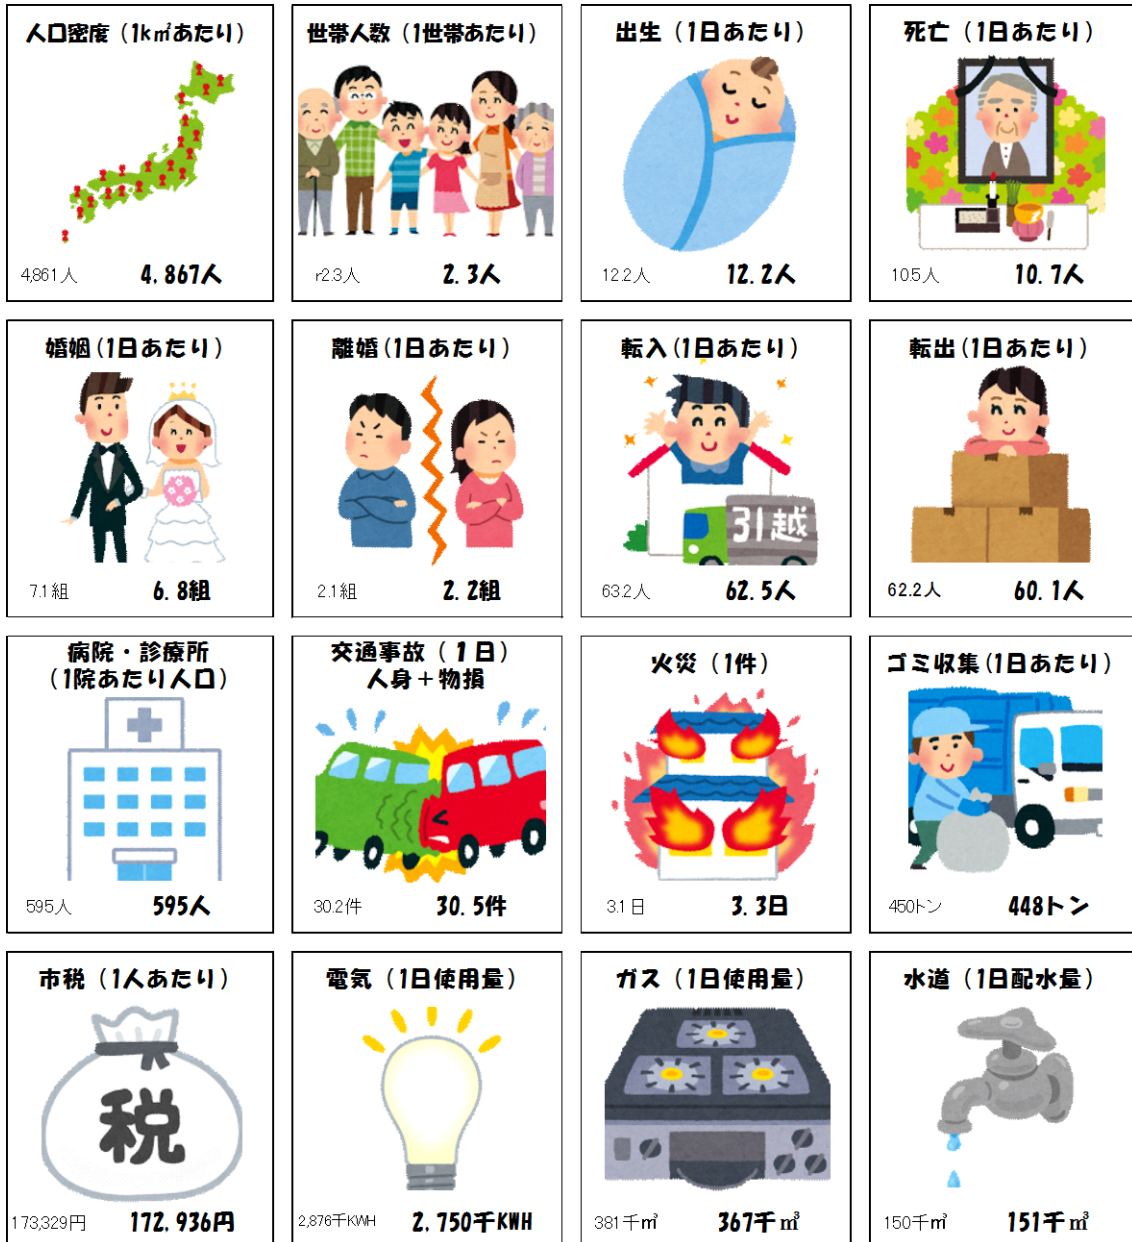 人口密度（1k㎡あたり）
4,861人 4,867人
世帯人数（1世帯あたり）
r2.3人 2.3人
出生（1日あたり）
12.2人 12.2人
死亡（1日あたり）
10.5人 10.7人
婚姻(1日あたり)
7.1組 6.8組
離婚(1日あたり)
2.1組 2.2組
転入(1日あたり)
引越
63.2人 62.5人
転出(1日あたり)
62.2人 60.1人
病院・診療所
（1院あたり人口）
595人 595人
交通事故（1日）
人身＋物損
30.2件 30.5件
火災（1件）
3.1日 3.3日
ゴミ収集(1日あたり)
450トン 448トン
市税（1人あたり）
税
173,329円 172,936円
電気（1日使用量）
2,876千KWH 2,750千KWH
ガス（1日使用量）
381千㎥ 367千㎥
水道（1日配水量）
150千㎥ 151千㎥